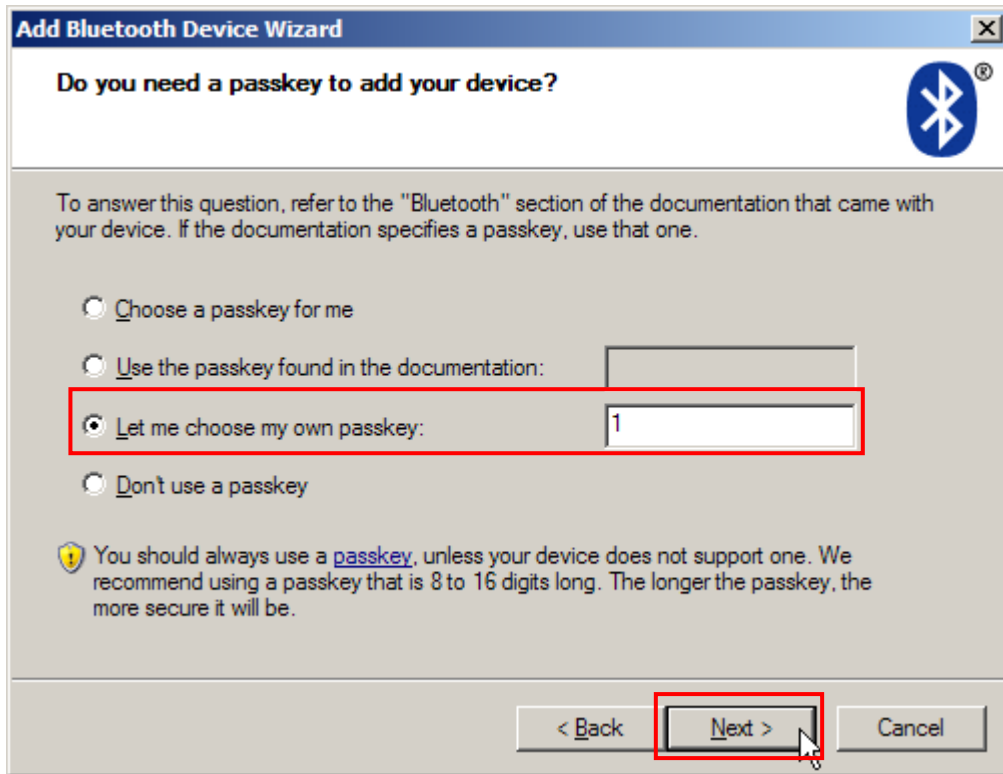 Add Bluetooth Device Wizard
Do you need a passkey to add your device?
®
To answer this question, refer to the "Bluetooth" section of the documentation that came with
your device. If the documentation specifies a passkey, use that one.
Choose a passkey for me
Use the passkey found in the documentation:
Let me choose my own passkey: 1
Don't use a passkey
You should always use a passkey, unless your device does not support one. We
recommend using a passkey that is 8 to 16 digits long. The longer the passkey, the
more secure it will be.
< Back Next > Cancel